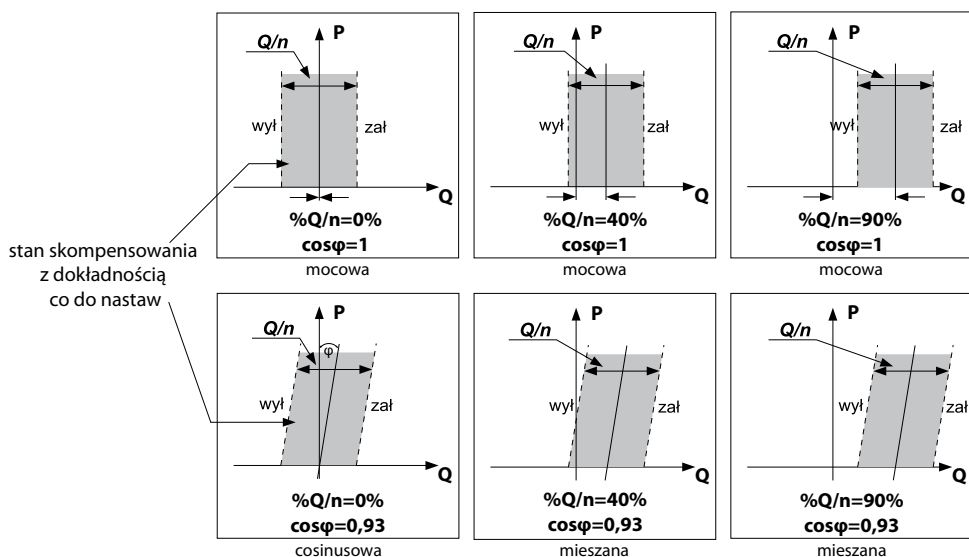 P
Q/n
wył
zał
Q
%Q/n=0%
cosφ=1
mocowa
P
Q/n
wył
zał
Q
%Q/n=40%
cosφ=1
mocowa
P
Q/n
wył
zał
Q
%Q/n=90%
cosφ=1
mocowa
stan skompensowania
z dokładnością
co do nastaw
P
Q/n
φ
wył
zał
Q
%Q/n=0%
cosφ=0,93
cosinusowa
P
Q/n
wył
zał
Q
%Q/n=40%
cosφ=0,93
mieszana
P
Q/n
wył
zał
Q
%Q/n=90%
cosφ=0,93
mieszana